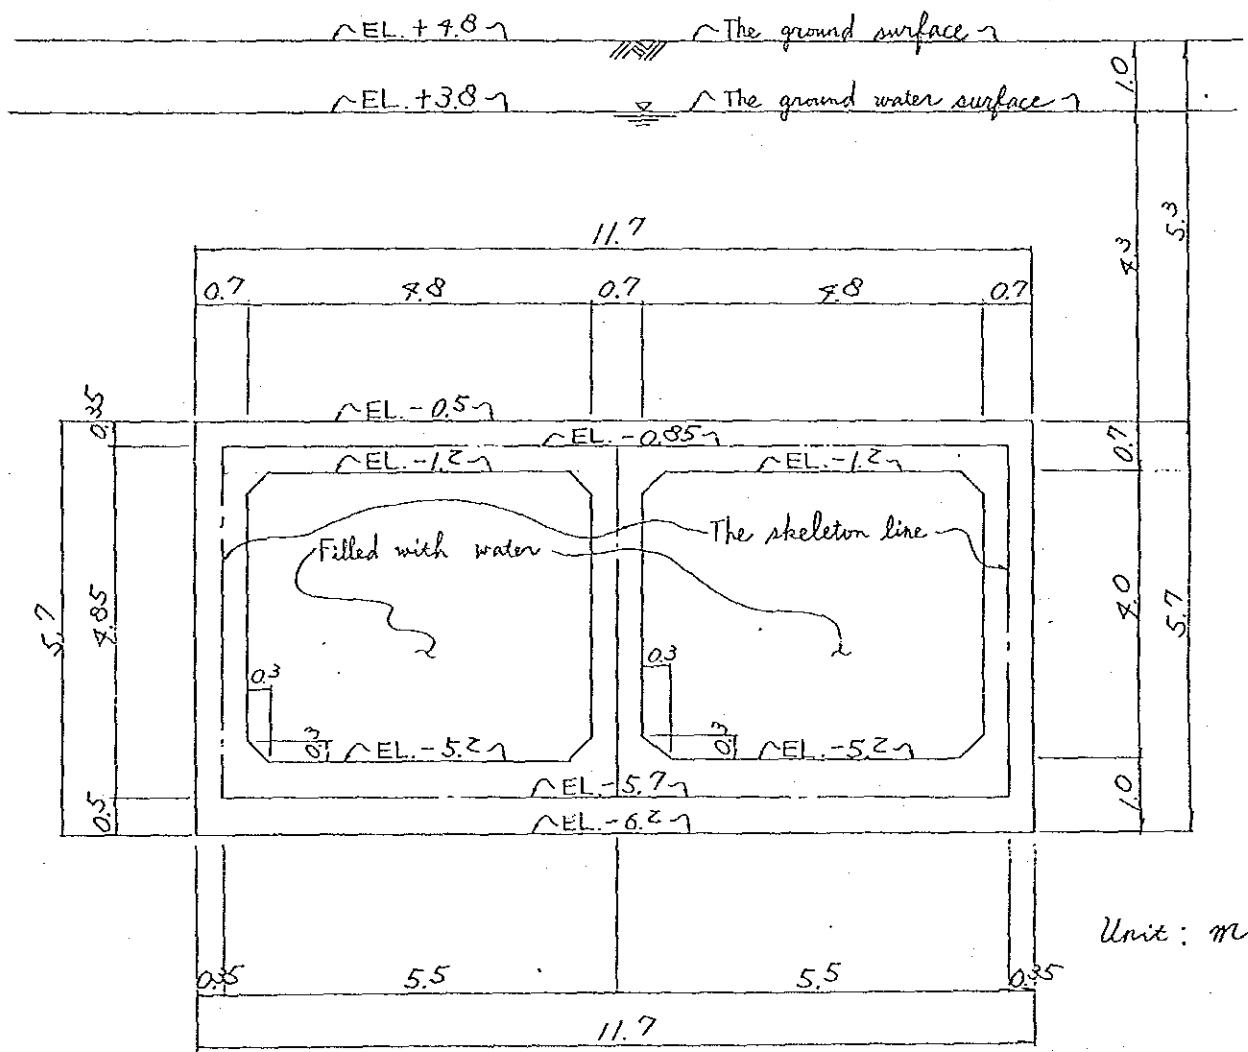 EL. + 4.8
The ground surface
1.0
EL. +3.8
The ground water surface
11.7
4.3
5.3
0.7
4.8
0.7
4.8
0.7
0.35
EL. -0.5
EL. -0.85
0.7
EL. -1.2
EL. -1.2
The skeleton line
Filled with water
5.7
4.85
4.0
5.7
0.3
0.3
0.3
EL. -5.2
0.3
EL. -5.2
0.5
EL. -5.7
1.0
EL. -6.2
Unit : m
0.35
5.5
5.5
0.35
11.7